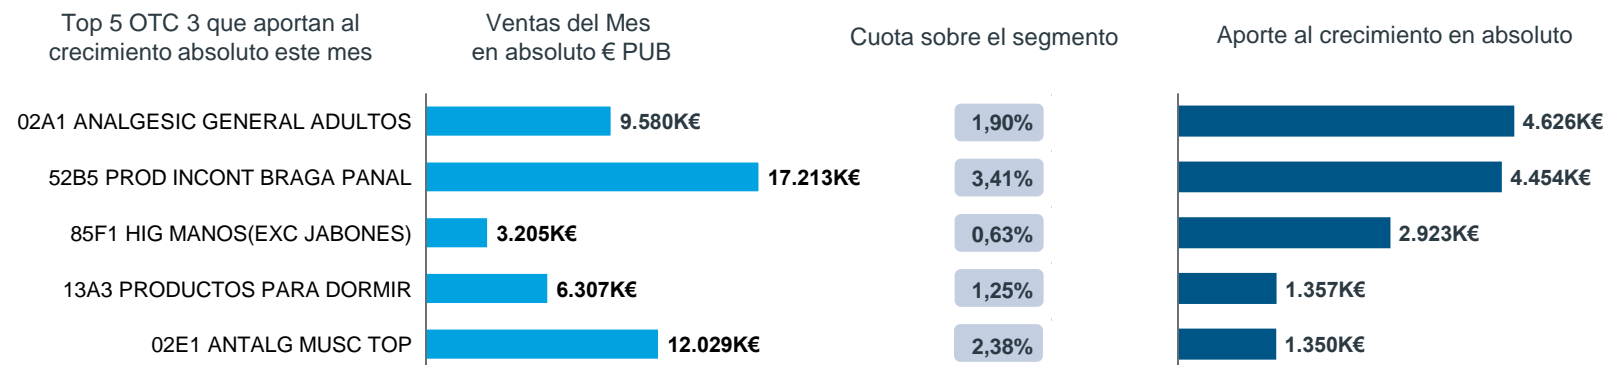 Top 5 OTC 3 que aportan al
crecimiento absoluto este mes
Ventas del Mes
en absoluto € PUB
Cuota sobre el segmento
Aporte al crecimiento en absoluto
02A1 ANALGESIC GENERAL ADULTOS 9.580K€ 1,90% 4.626K€
52B5 PROD INCONT BRAGA PANAL 17.213K€ 3,41% 4.454K€
85F1 HIG MANOS(EXC JABONES) 3.205K€ 0,63% 2.923K€
13A3 PRODUCTOS PARA DORMIR 6.307K€ 1,25% 1.357K€
02E1 ANTALG MUSC TOP 12.029K€ 2,38% 1.350K€